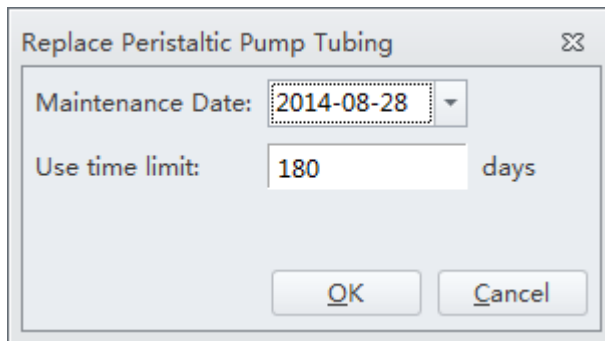 Replace Peristaltic Pump Tubing
Maintenance Date: 2014-08-28
Use time limit: 180 days
OK Cancel